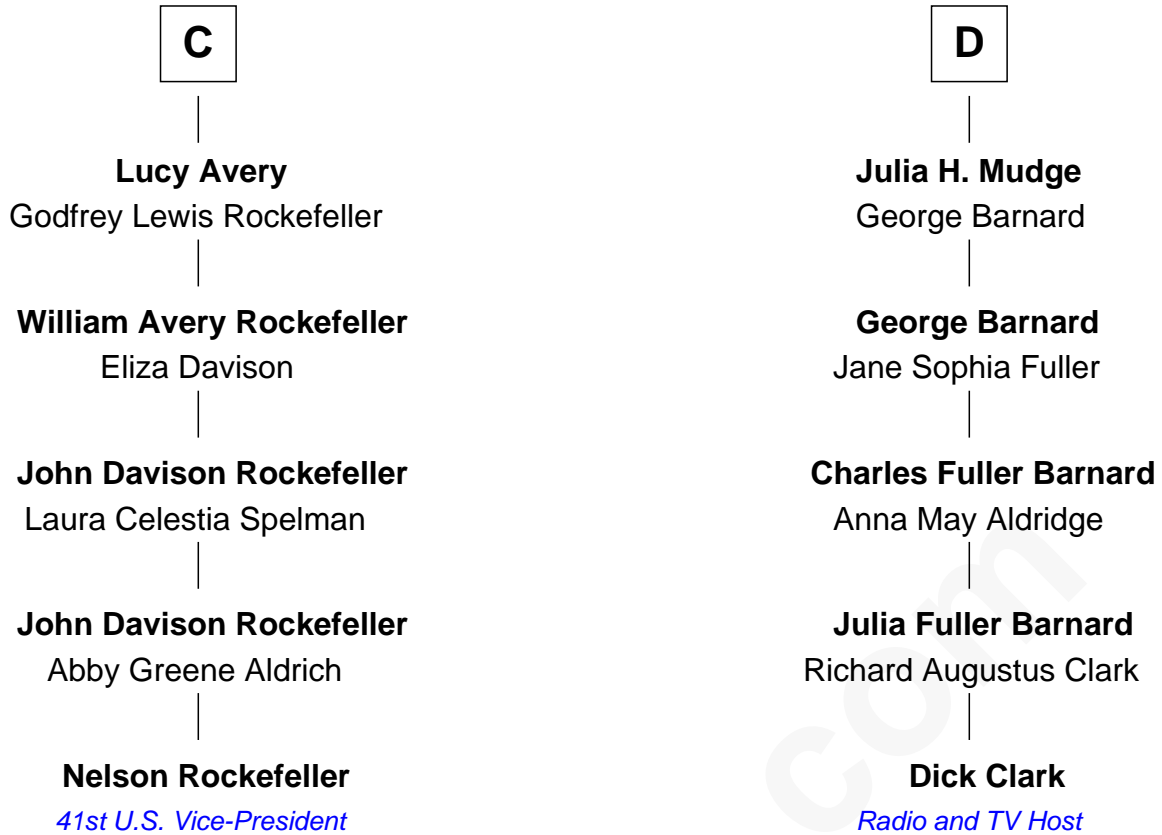 C
Lucy Avery
Godfrey Lewis Rockefeller
William Avery Rockefeller
Eliza Davison
John Davison Rockefeller
Laura Celestia Spelman
John Davison Rockefeller
Abby Greene Aldrich
Nelson Rockefeller
41st U.S. Vice-President
D
Julia H. Mudge
George Barnard
George Barnard
Jane Sophia Fuller
Charles Fuller Barnard
Anna May Aldridge
Julia Fuller Barnard
Richard Augustus Clark
Dick Clark
Radio and TV Host
com